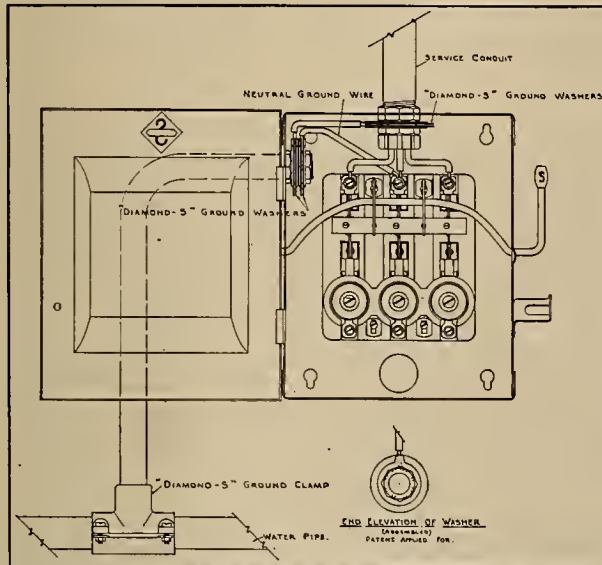 SERVICE CONDUIT
NEUTRAL GROUND WIRE
"DIAMOND-S" GROUND WASHERS
S
"DIAMOND-S" GROUND WASHERS
"DIAMOND-S" GROUND CLAMP
WATER PIPE.
END ELEVATION OF WASHER
(ASSEMBLED)
PATENT APPLIED FOR.